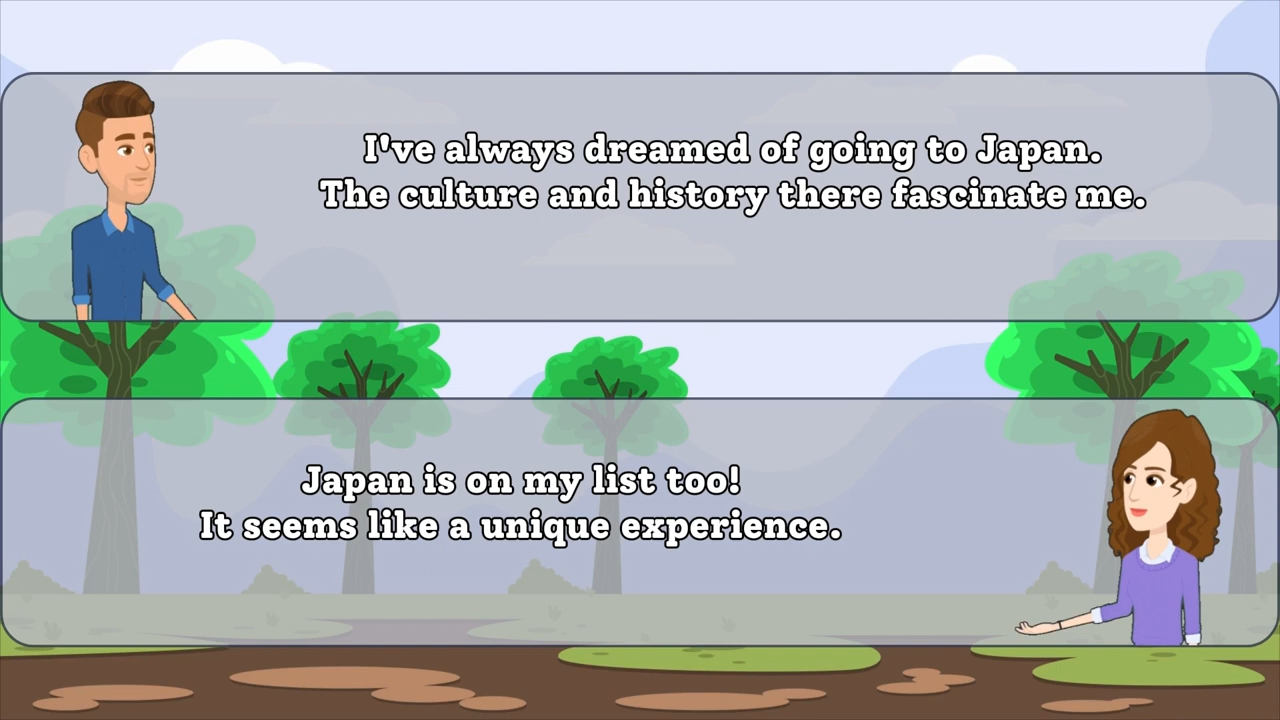 I've always dreamed of going to Japan.
The culture and history there fascinate me.
Japan is on my list too!
It seems like a unique experience.